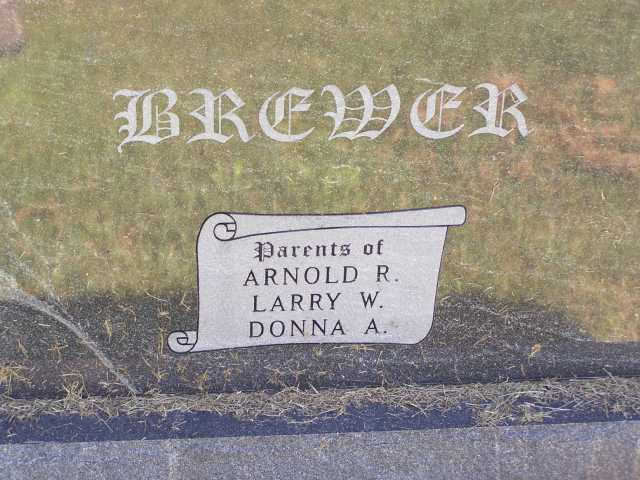 BREWER
Parents of
ARNOLD R.
LARRY W.
DONNA A.